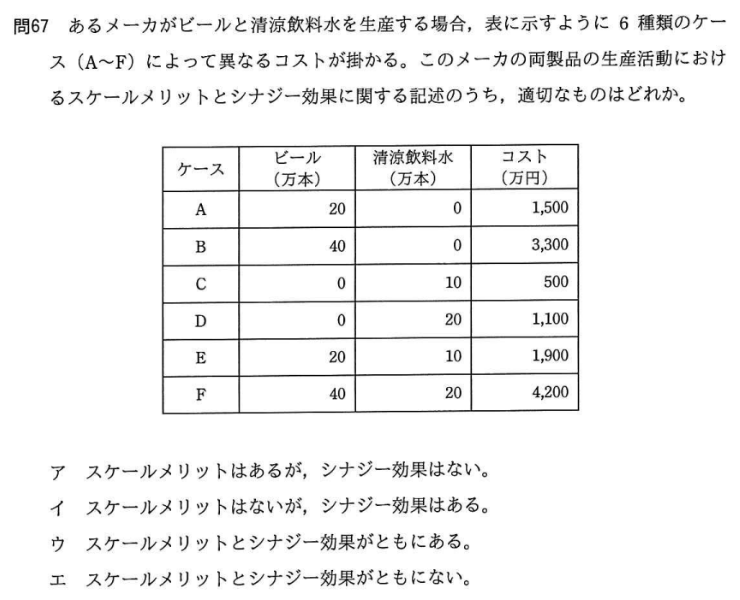 問67 あるメーカがビールと清涼飲料水を生産する場合，表に示すように 6 種類のケー
ス（A～F）によって異なるコストが掛かる。このメーカの両製品の生産活動におけ
るスケールメリットとシナジー効果に関する記述のうち，適切なものはどれか。
ケース ビール（万本） 清涼飲料水（万本） コスト（万円）
A 20 0 1,500
B 40 0 3,300
C 0 10 500
D 0 20 1,100
E 20 10 1,900
F 40 20 4,200
ア スケールメリットはあるが，シナジー効果はない。
イ スケールメリットはないが，シナジー効果はある。
ウ スケールメリットとシナジー効果がともにある。
エ スケールメリットとシナジー効果がともにない。